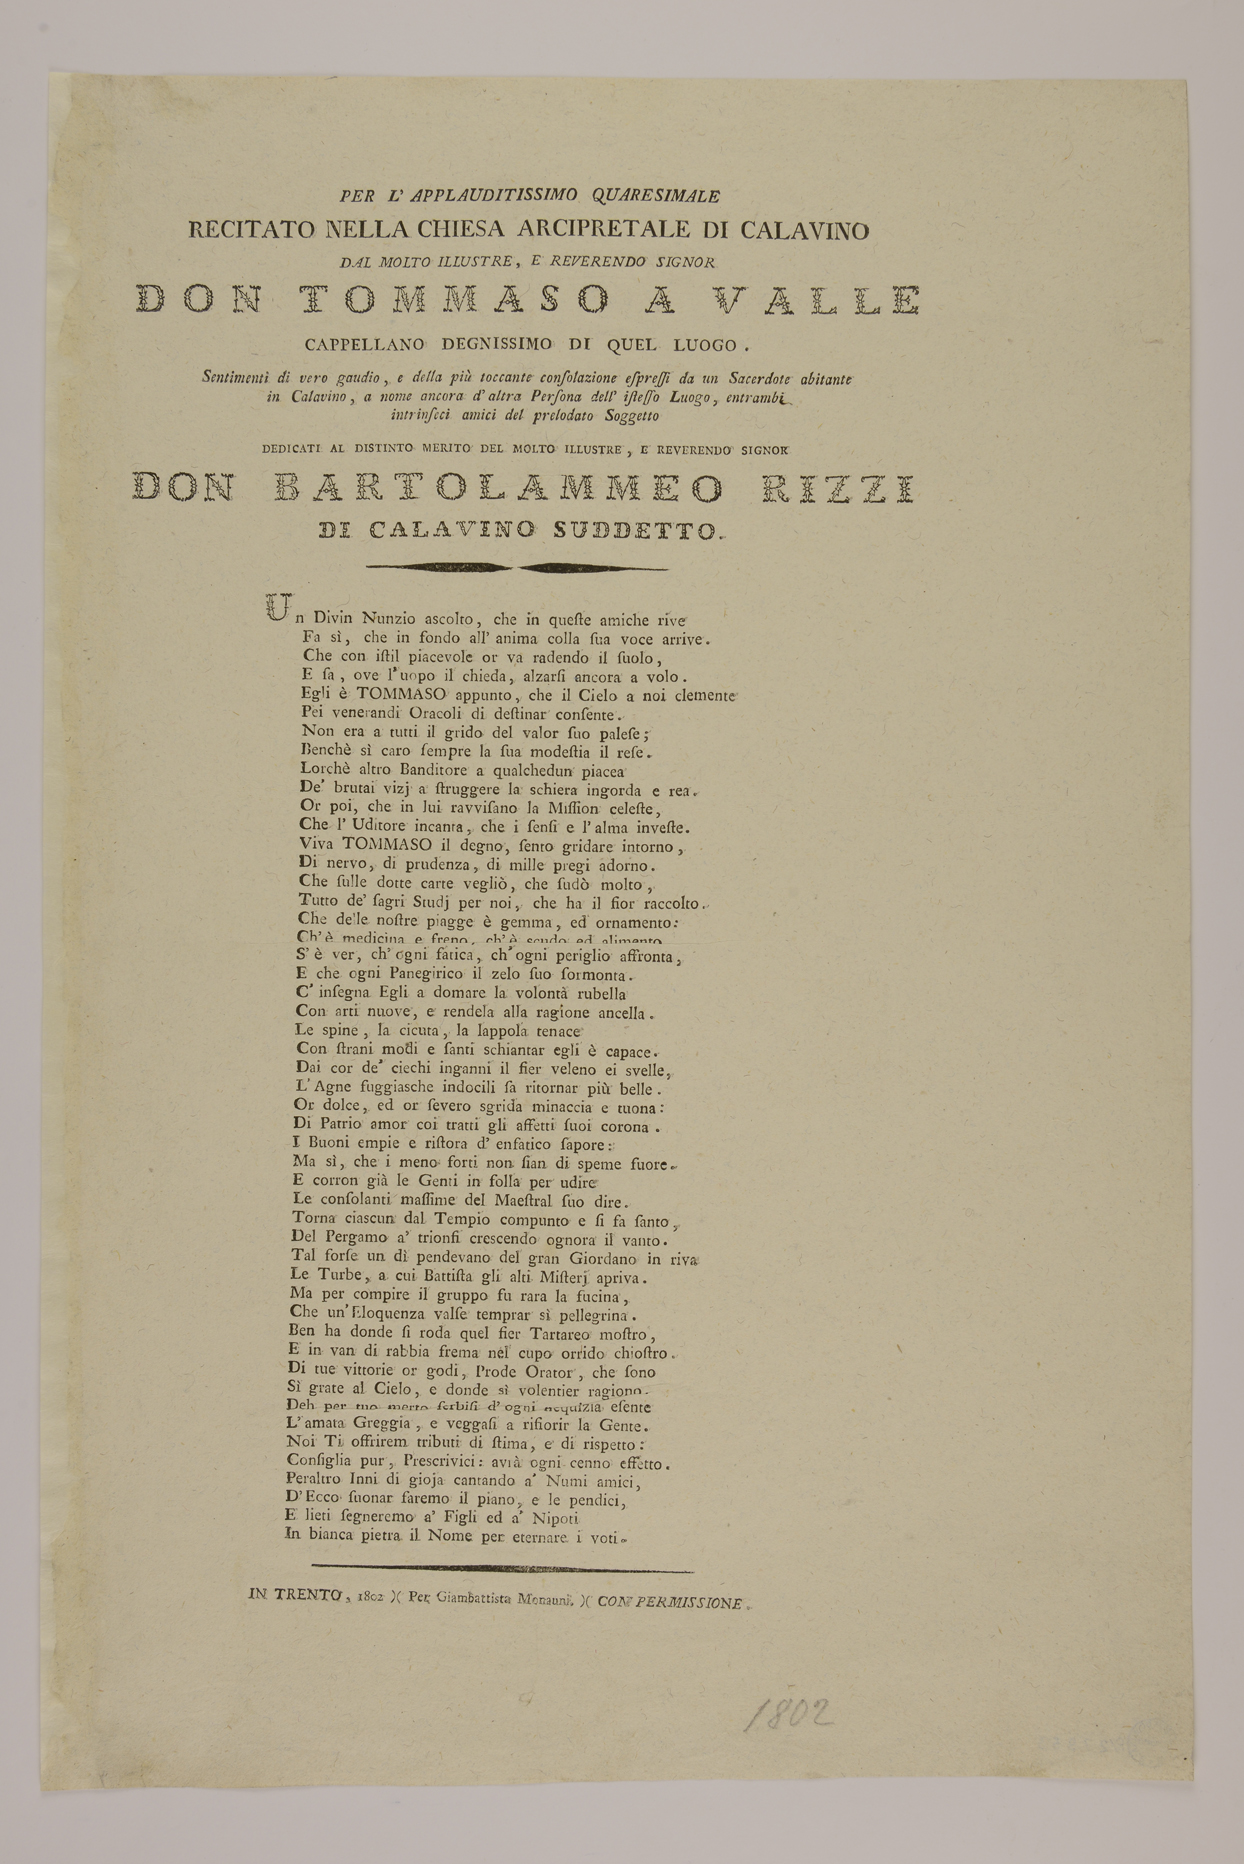 PER L' APPLAUDITISSIMO QUARESIMALE
RECITATO NELLA CHIESA ARCIPRETALE DI CALAVINO
DAL MOLTO ILLUSTRE, E REVERENDO SIGNOR
DON TOMMASO A VALLE
CAPPELLANO DEGNISSIMO DI QUEL LUOGO.
Sentimenti di vero gaudio, e della più toccante conſolazione eſpreſſi da un Sacerdote abitante
in Calavino, a nome ancora d' altra Perſona dell' iſteſſo Luogo, entrambi
intrinſeci amici del prelodato Soggetto
DEDICATI AL DISTINTO MERITO DEL MOLTO ILLUSTRE, E REVERENDO SIGNOR
DON BARTOLAMMEO RIZZI
DI CALAVINO SUDDETTO.
Un Divin Nunzio ascolto, che in queſte amiche rive
Fa sì, che in fondo all' anima colla ſua voce arrive.
Che con iſtil piacevole or va radendo il ſuolo,
E ſa, ove l'uopo il chieda, alzarſi ancora a volo.
Egli è TOMMASO appunto, che il Cielo a noi clemente
Pei venerandi Oracoli di deſtinar conſente.
Non era a tutti il grido del valor ſuo paleſe;
Benchè sì caro ſempre la ſua modeſtia il reſe.
Lorchè altro Banditore a qualchedun piacea
De' brutai vizj a ſtruggere la schiera ingorda e rea.
Or poi, che in lui ravviſano la Miſſion celeſte,
Che l' Uditore incanta, che i ſenſi e l' alma inveſte.
Viva TOMMASO il degno, ſento gridare intorno,
Di nervo, di prudenza, di mille pregi adorno.
Che ſulle dotte carte vegliò, che ſudò molto,
Tutto de' ſagri Studj per noi, che ha il fior raccolto.
Che delle noſtre piagge è gemma, ed ornamento:
Ch' è medicina e freno, ch' è scudo ed alimento
S' è ver, ch' ogni fatica, ch' ogni periglio affronta,
E che ogni Panegirico il zelo ſuo ſormonta.
C' inſegna Egli a domare la volontà rubella
Con arti nuove, e rendela alla ragione ancella.
Le spine, la cicuta, la lappola tenace
Con ſtrani modi e ſanti schiantar egli è capace.
Dai cor de' ciechi inganni il fier veleno ei svelle,
L' Agne fuggiasche indocili fa ritornar più belle.
Or dolce, ed or ſevero sgrida minaccia e tuona:
Di Patrio amor coi tratti gli affetti ſuoi corona.
I Buoni empie e riſtora d' enfatico ſapore:
Ma sì, che i meno forti non ſian di speme fuore.
E corron già le Genti in folla per udire
Le conſolanti maſſime del Maeſtral ſuo dire.
Torna ciascun dal Tempio compunto e ſi fa ſanto,
Del Pergamo a' trionfi crescendo ognora il vanto.
Tal forſe un dì pendevano del gran Giordano in riva
Le Turbe, a cui Battiſta gli alti Miſterj apriva.
Ma per compire il gruppo fu rara la fucina,
Che un' Eloquenza valſe temprar sì pellegrina.
Ben ha donde ſi roda quel fier Tartareo moſtro,
E in van di rabbia frema nel cupo orrido chioſtro.
Di tue vittorie or godi, Prode Orator, che ſono
Sì grate al Cielo, e donde sì volentier ragiono.
Deh per tuo merto ſerbiſi d' ogni nequizia eſente
L' amata Greggia, e veggaſi a rifiorir la Gente.
Noi Ti offrirem tributi di ſtima, e di rispetto:
Conſiglia pur, Prescrivici: avià ogni cenno effetto.
Peraltro Inni di gioja cantando a' Numi amici,
D' Ecco ſuonar faremo il piano, e le pendici,
E lieti ſegneremo a' Figli ed a' Nipoti
In bianca pietra il Nome per eternare i voti.
IN TRENTO, 1802 )( Per Giambattista Monauni. )( CON PERMISSIONE.
1802